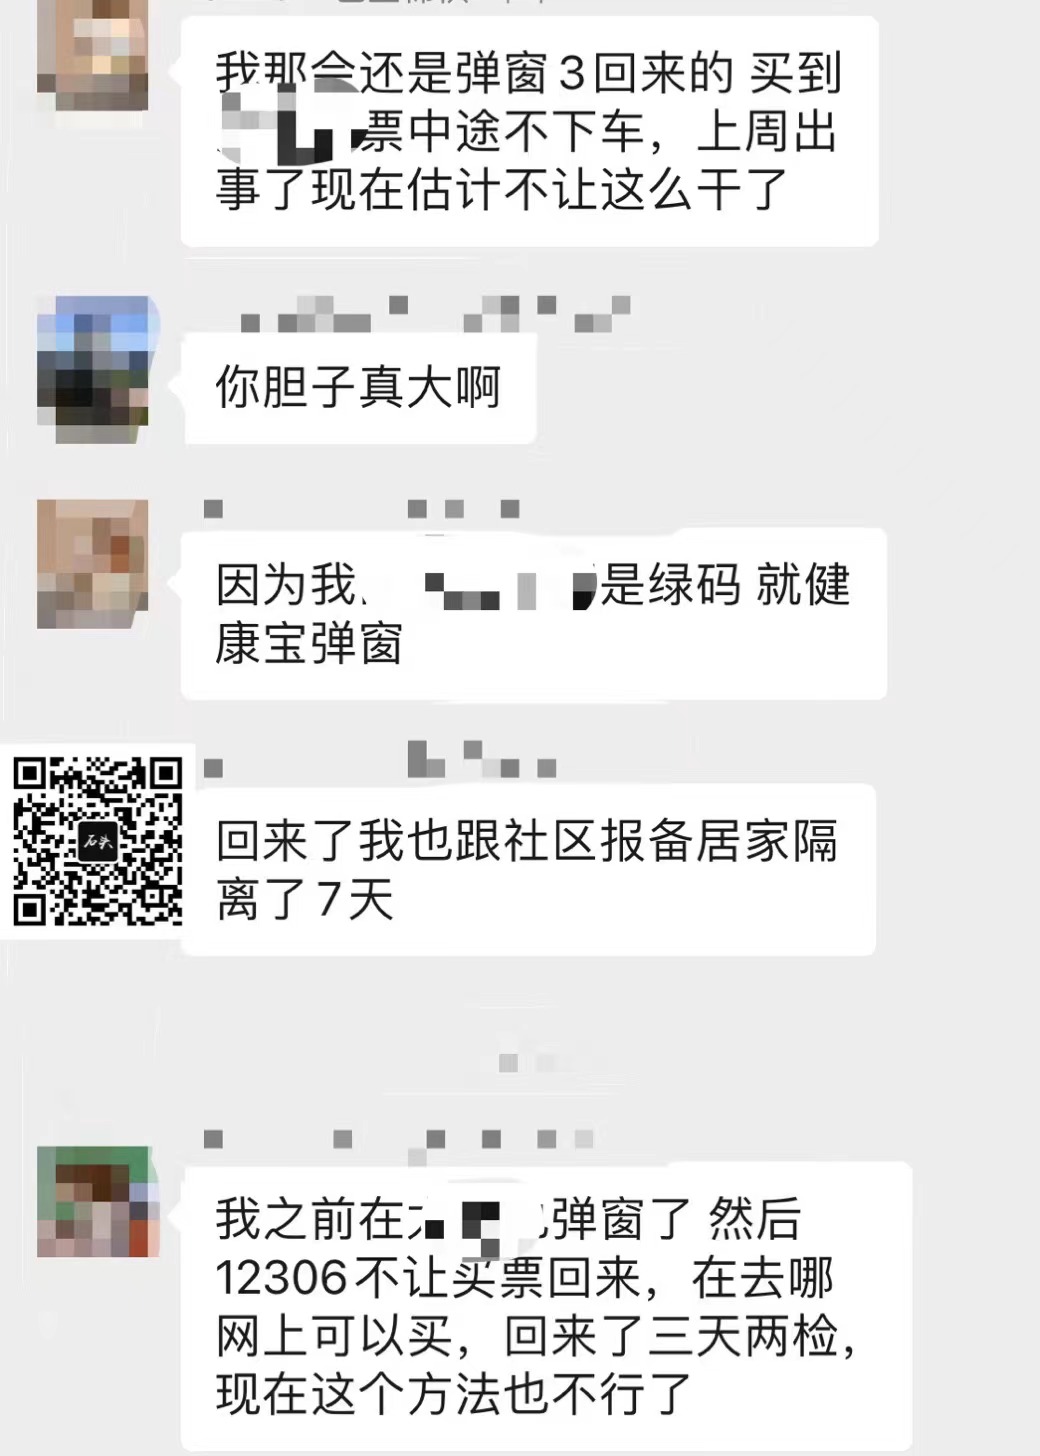 我那会还是弹窗3回来的 买到
票中途不下车，上周出
事了现在估计不让这么干了
你胆子真大啊
因为我 是绿码 就健
康宝弹窗
石头
回来了我也跟社区报备居家隔
离了7天
我之前在 弹窗了 然后
12306不让买票回来，在去哪
网上可以买，回来了三天两检，
现在这个方法也不行了